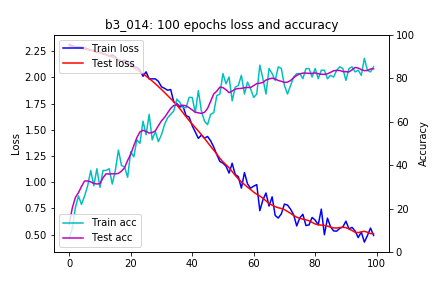 b3_014: 100 epochs loss and accuracy
Train loss
Test loss
Train acc
Test acc
Loss
2.25
2.00
1.75
1.50
1.25
1.00
0.75
0.50
Accuracy
100
80
60
40
20
0
0 20 40 60 80 100